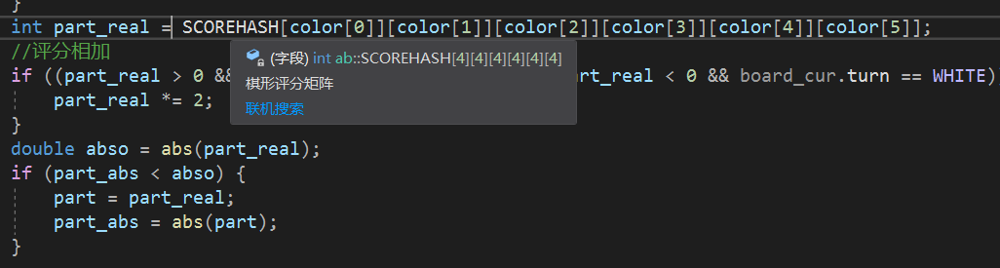 }
int part_real = SCOREHASH[color[0]][color[1]][color[2]][color[3]][color[4]][color[5]];
//评分相加
if ((part_real > 0 && part_real < 0 && board_cur.turn == WHITE)
(字段) int ab::SCOREHASH[4][4][4][4][4][4]
棋形评分矩阵
联机搜索
part_real *= 2;
}
double abso = abs(part_real);
if (part_abs < abso) {
part = part_real;
part_abs = abs(part);
}